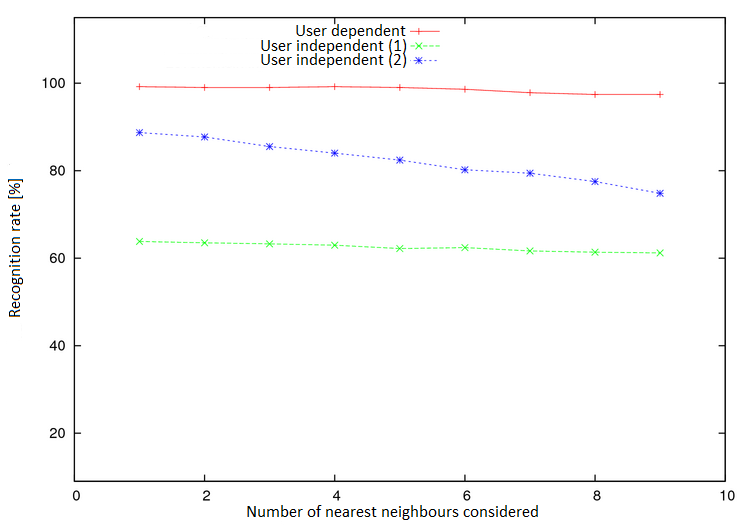 User dependent
User independent (1)
User independent (2)
100
80
60
40
20
Recognition rate [%]
0 2 4 6 8 10
Number of nearest neighbours considered